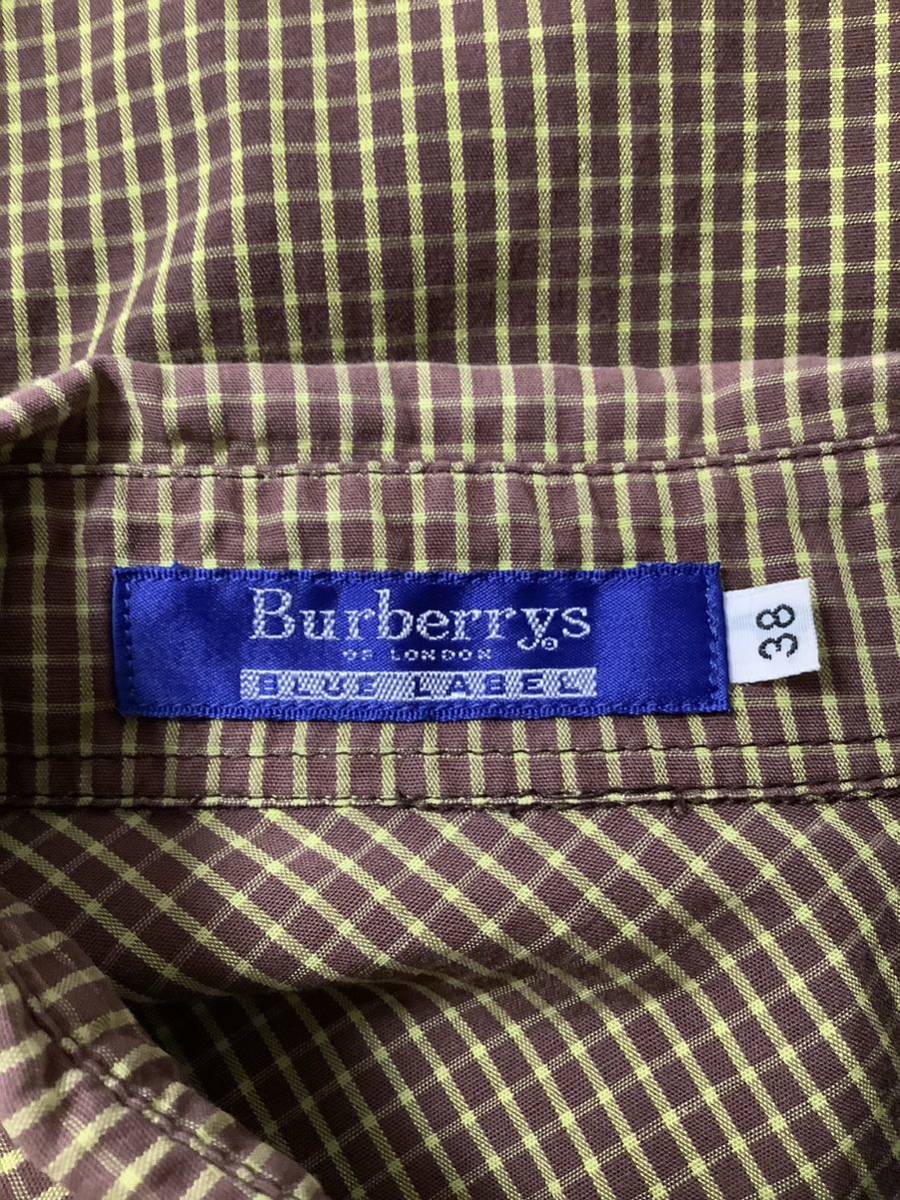 Burberrys
OF LONDON
BLUE LABEL
38